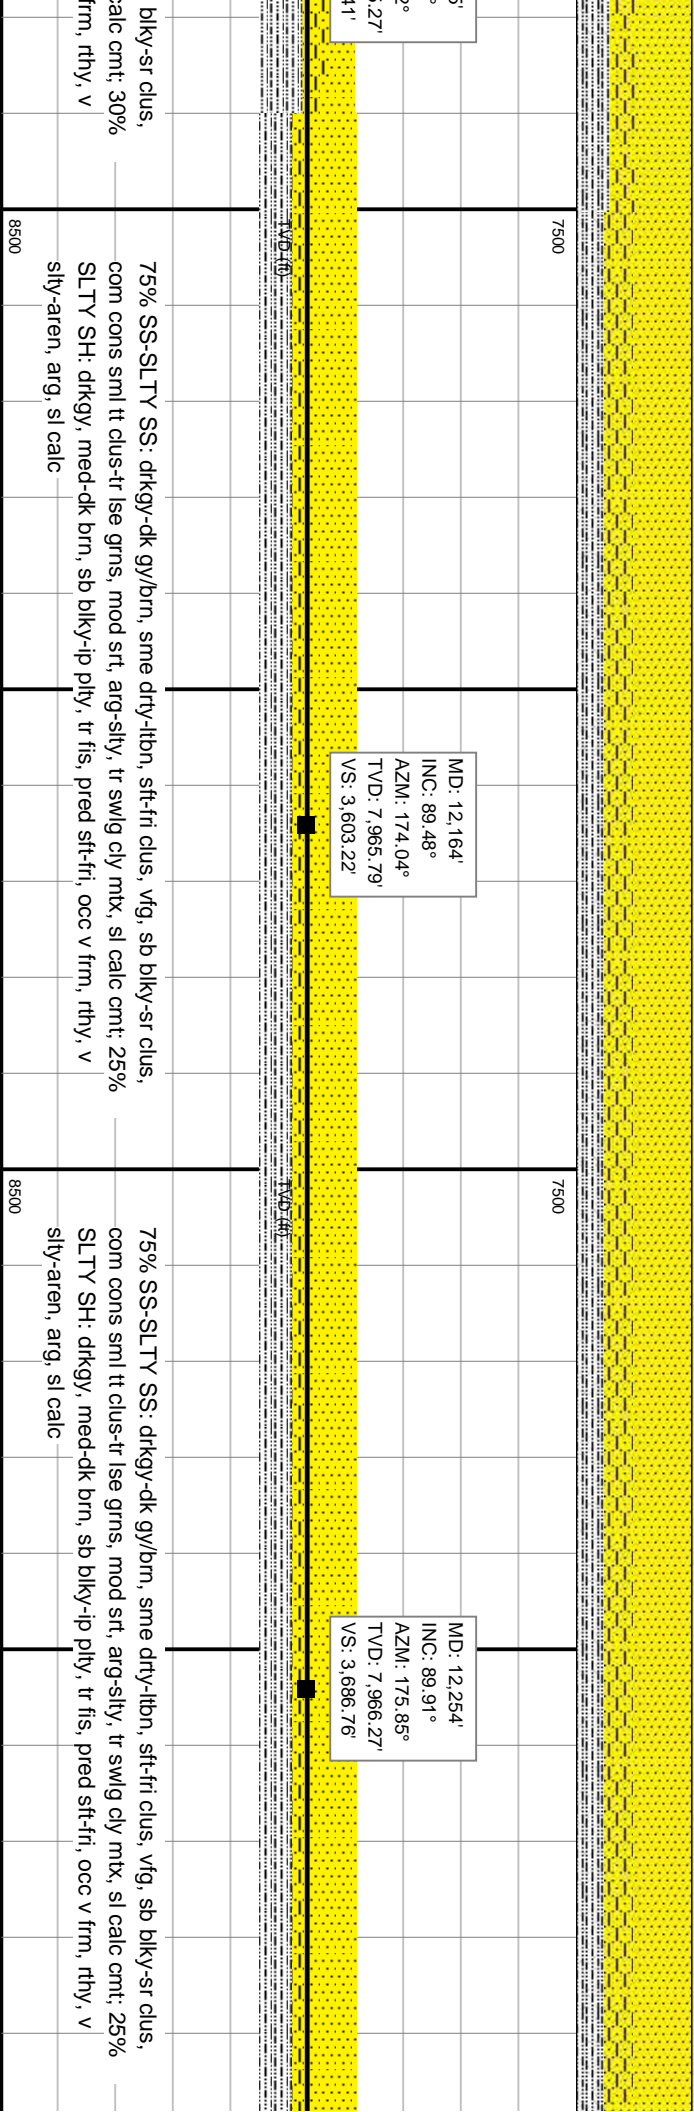 blky-sr clus,
calc cmt; 30%
frm, rthy, v
41'
7500
TVD (ft)
8500
75% SS-SLTY SS: drkgy-dk gy/brn, sme drty-ltbn, sft-fri clus, vfg, sb blky-sr clus,
com cons sml tt clus-tr lse grns, mod srt, arg-slty, tr swlg cly mtx, sl calc cmt; 25%
SLTY SH: drkgy, med-dk brn, sb blky-ip plty, tr fis, pred sft-fri, occ v frm, rthy, v
slty-aren, arg, sl calc
MD: 12,164'
INC: 89.48°
AZM: 174.04°
TVD: 7,965.79'
VS: 3,603.22'
7500
TVD (ft)
8500
75% SS-SLTY SS: drkgy-dk gy/brn, sme drty-ltbn, sft-fri clus, vfg, sb blky-sr clus,
com cons sml tt clus-tr lse grns, mod srt, arg-slty, tr swlg cly mtx, sl calc cmt; 25%
SLTY SH: drkgy, med-dk brn, sb blky-ip plty, tr fis, pred sft-fri, occ v frm, rthy, v
slty-aren, arg, sl calc
MD: 12,254'
INC: 89.91°
AZM: 175.85°
TVD: 7,966.27'
VS: 3,686.76'